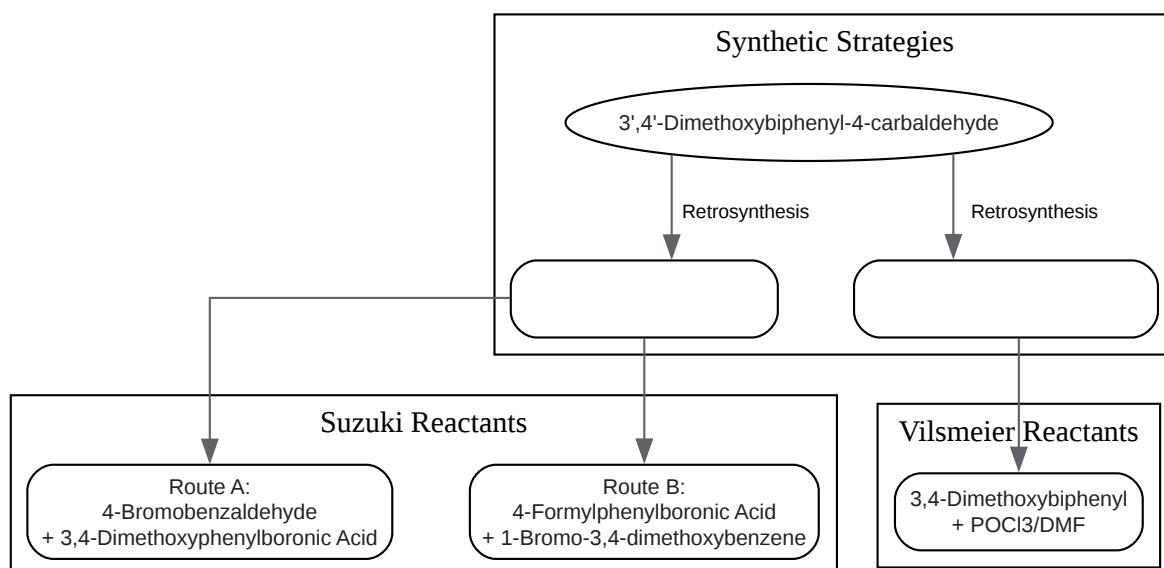 Synthetic Strategies
3',4'-Dimethoxybiphenyl-4-carbaldehyde
Retrosynthesis
Retrosynthesis
Suzuki Reactants
Route A:
4-Bromobenzaldehyde
+ 3,4-Dimethoxyphenylboronic Acid
Route B:
4-Formylphenylboronic Acid
+ 1-Bromo-3,4-dimethoxybenzene
Vilsmeier Reactants
3,4-Dimethoxybiphenyl
+ POCl3/DMF